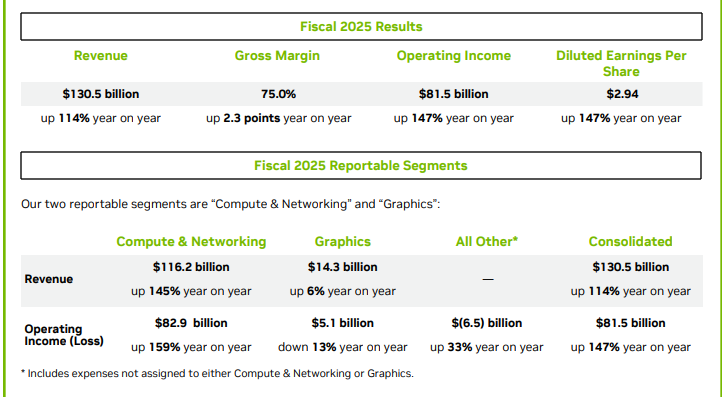 Fiscal 2025 Results
Revenue Gross Margin Operating Income Diluted Earnings Per Share
$130.5 billion 75.0% $81.5 billion $2.94
up 114% year on year up 2.3 points year on year up 147% year on year up 147% year on year
Fiscal 2025 Reportable Segments
Our two reportable segments are “Compute & Networking” and “Graphics”:
Compute & Networking Graphics All Other* Consolidated
Revenue $116.2 billion $14.3 billion — $130.5 billion
up 145% year on year up 6% year on year up 114% year on year
Operating Income (Loss) $82.9 billion $5.1 billion $(6.5) billion $81.5 billion
up 159% year on year down 13% year on year up 33% year on year up 147% year on year
* Includes expenses not assigned to either Compute & Networking or Graphics.